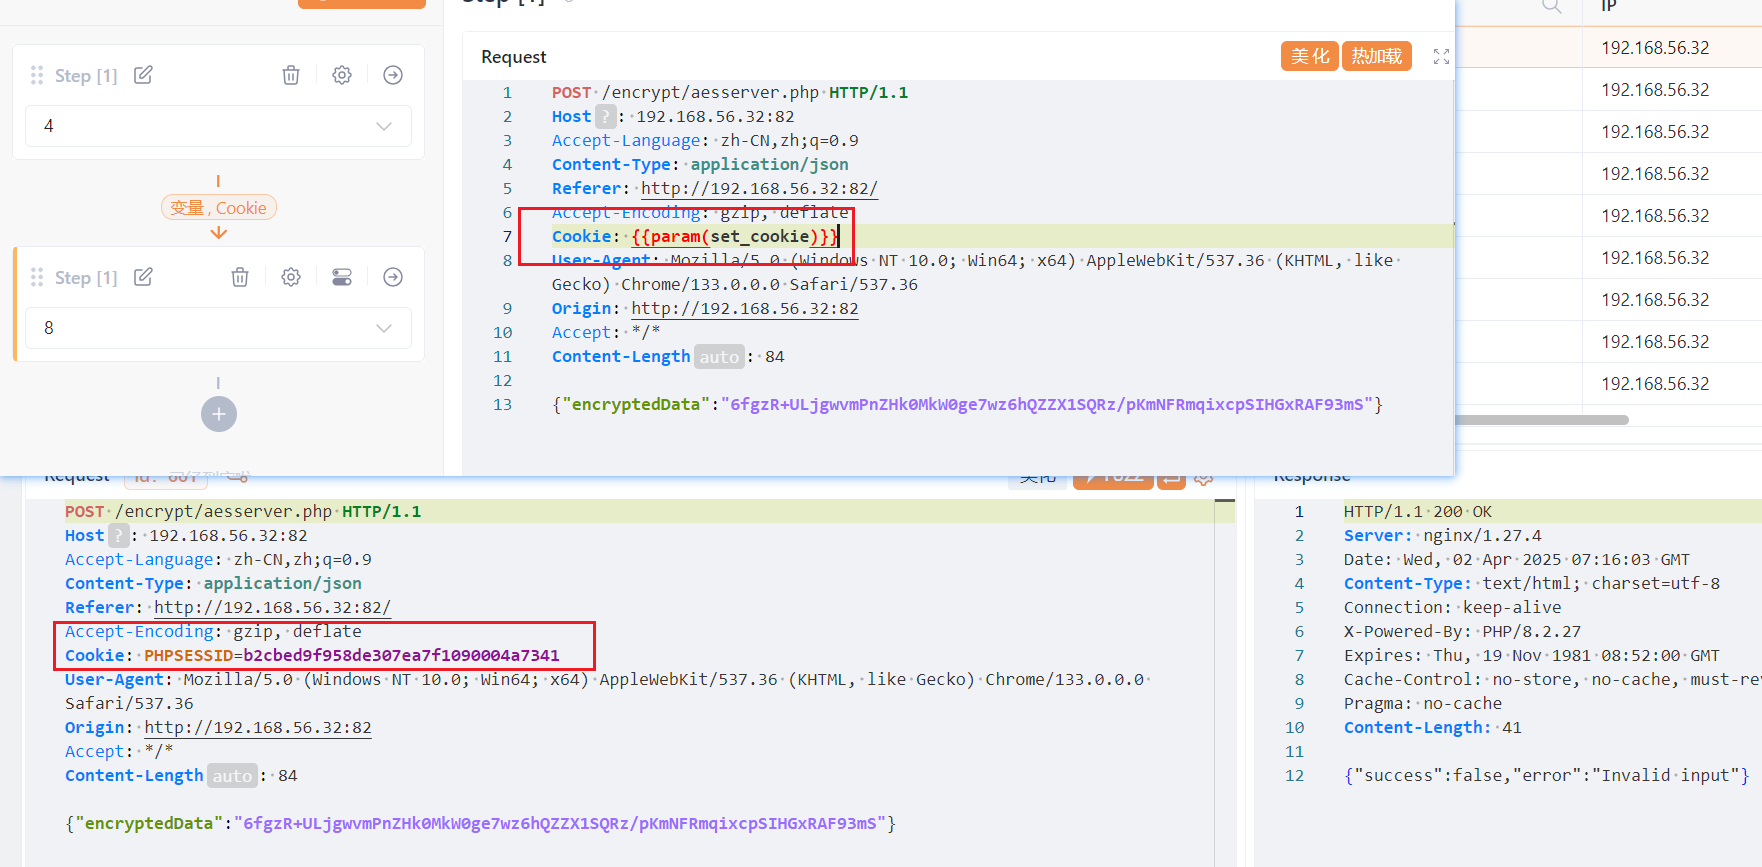 Step [1]
4
变量 , Cookie
Step [1]
8
Step [1]
Request
美化
热加载
1 POST /encrypt/aesserver.php HTTP/1.1
2 Host ? : 192.168.56.32:82
3 Accept-Language: zh-CN,zh;q=0.9
4 Content-Type: application/json
5 Referer: http://192.168.56.32:82/
6 Accept-Encoding: gzip, deflate
7 Cookie: {{param(set_cookie)}}
8 User-Agent: Mozilla/5.0 (Windows NT 10.0; Win64; x64) AppleWebKit/537.36 (KHTML, like
Gecko) Chrome/133.0.0.0 Safari/537.36
9 Origin: http://192.168.56.32:82
10 Accept: */*
11 Content-Length auto : 84
12
13 {"encryptedData":"6fgzR+ULjgwvmPnZHk0MkW0ge7wz6hQZZX1SQRz/pKmNFRmqixcpSIHGxRAF93mS"}
IP
192.168.56.32
192.168.56.32
192.168.56.32
192.168.56.32
192.168.56.32
192.168.56.32
192.168.56.32
192.168.56.32
192.168.56.32
Request
美化
FUZZ
POST /encrypt/aesserver.php HTTP/1.1
Host ? : 192.168.56.32:82
Accept-Language: zh-CN,zh;q=0.9
Content-Type: application/json
Referer: http://192.168.56.32:82/
Accept-Encoding: gzip, deflate
Cookie: PHPSESSID=b2cbed9f958de307ea7f1090004a7341
User-Agent: Mozilla/5.0 (Windows NT 10.0; Win64; x64) AppleWebKit/537.36 (KHTML, like Gecko) Chrome/133.0.0.0
Safari/537.36
Origin: http://192.168.56.32:82
Accept: */*
Content-Length auto : 84
{"encryptedData":"6fgzR+ULjgwvmPnZHk0MkW0ge7wz6hQZZX1SQRz/pKmNFRmqixcpSIHGxRAF93mS"}
Response
1 HTTP/1.1 200 OK
2 Server: nginx/1.27.4
3 Date: Wed, 02 Apr 2025 07:16:03 GMT
4 Content-Type: text/html; charset=utf-8
5 Connection: keep-alive
6 X-Powered-By: PHP/8.2.27
7 Expires: Thu, 19 Nov 1981 08:52:00 GMT
8 Cache-Control: no-store, no-cache, must-re
9 Pragma: no-cache
10 Content-Length: 41
11
12 {"success":false,"error":"Invalid input"}